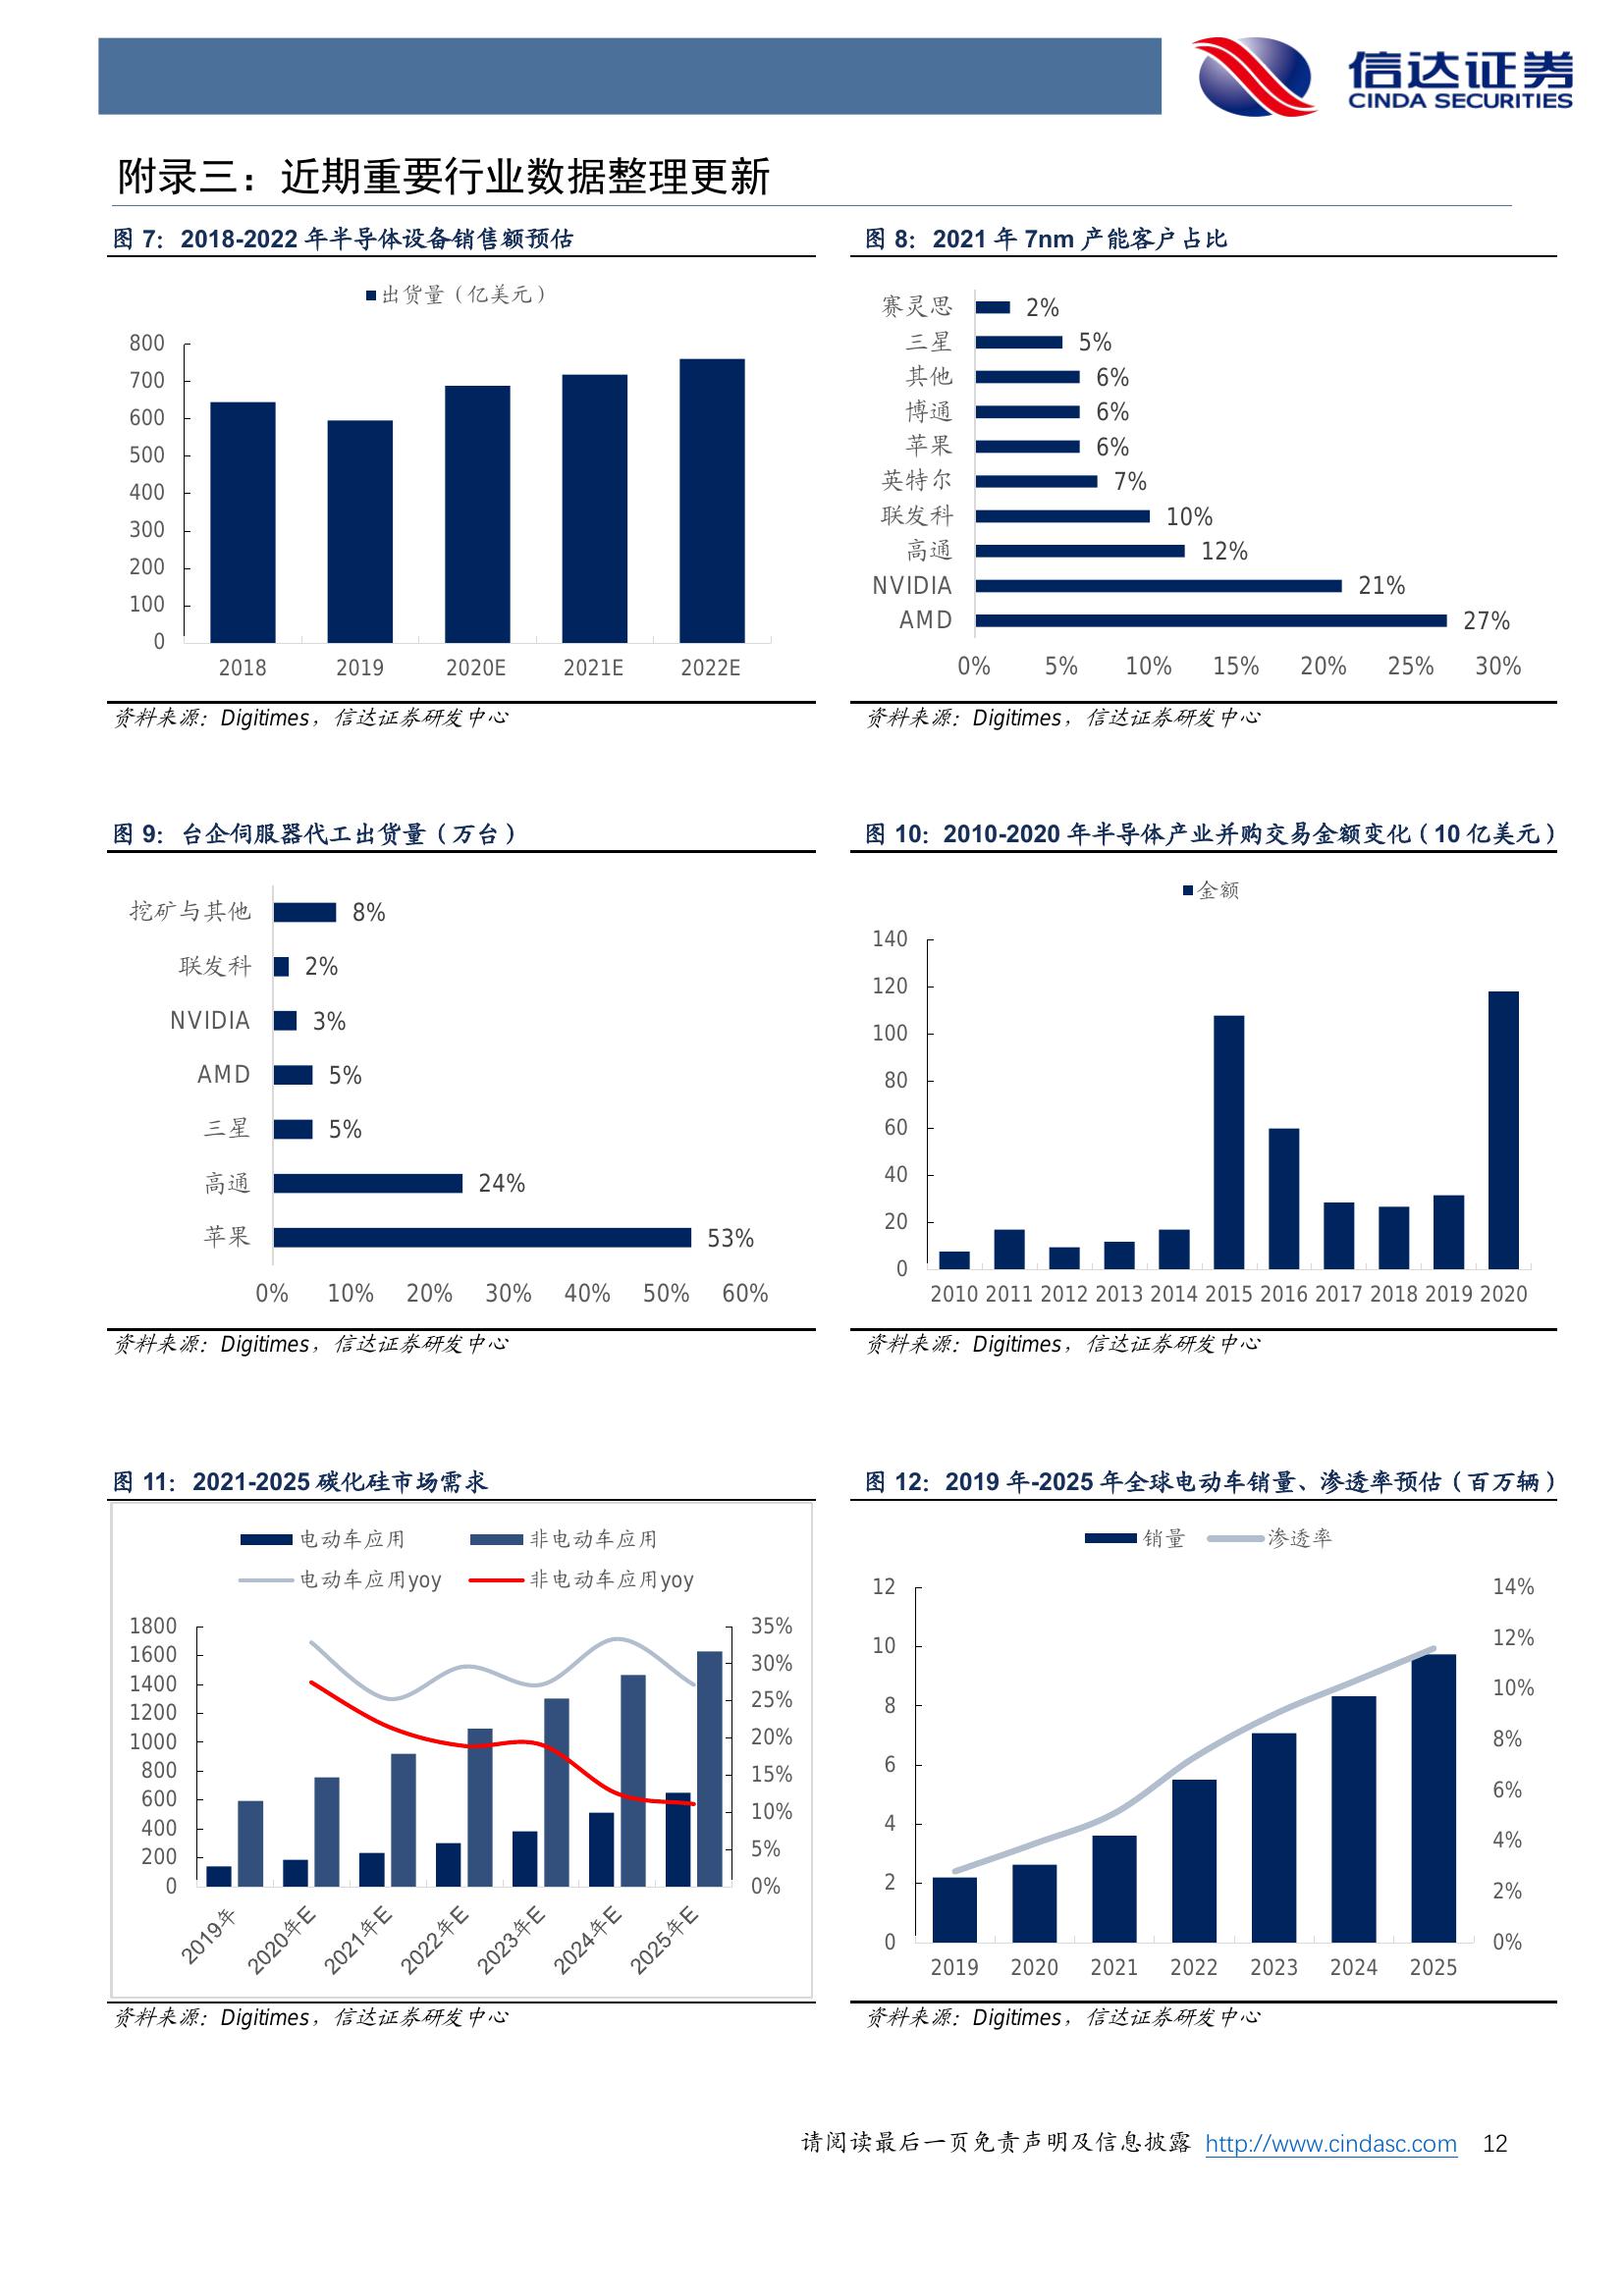 信达证券
CINDA SECURITIES
附录三：近期重要行业数据整理更新
图 7：2018-2022 年半导体设备销售额预估
出货量（亿美元）
800
700
600
500
400
300
200
100
0
2018 2019 2020E 2021E 2022E
资料来源：Digitimes，信达证券研发中心
图 8：2021 年 7nm 产能客户占比
赛灵思 2%
三星 5%
其他 6%
博通 6%
苹果 6%
英特尔 7%
联发科 10%
高通 12%
NVIDIA 21%
AMD 27%
0% 5% 10% 15% 20% 25% 30%
资料来源：Digitimes，信达证券研发中心
图 9：台企伺服器代工出货量（万台）
挖矿与其他 8%
联发科 2%
NVIDIA 3%
AMD 5%
三星 5%
高通 24%
苹果 53%
0% 10% 20% 30% 40% 50% 60%
资料来源：Digitimes，信达证券研发中心
图 10：2010-2020 年半导体产业并购交易金额变化（10 亿美元）
金额
140
120
100
80
60
40
20
0
2010 2011 2012 2013 2014 2015 2016 2017 2018 2019 2020
资料来源：Digitimes，信达证券研发中心
图 11：2021-2025 碳化硅市场需求
电动车应用 非电动车应用
电动车应用yoy 非电动车应用yoy
1800 35%
1600 30%
1400 25%
1200 20%
1000 15%
800 10%
600 5%
400 0%
200
0
2019年 2020年E 2021年E 2022年E 2023年E 2024年E 2025年E
资料来源：Digitimes，信达证券研发中心
图 12：2019 年-2025 年全球电动车销量、渗透率预估（百万辆）
销量 渗透率
12 14%
10 12%
8 10%
6 8%
4 6%
2 4%
0 2%
0%
2019 2020 2021 2022 2023 2024 2025
资料来源：Digitimes，信达证券研发中心
请阅读最后一页免责声明及信息披露 http://www.cindasc.com 12